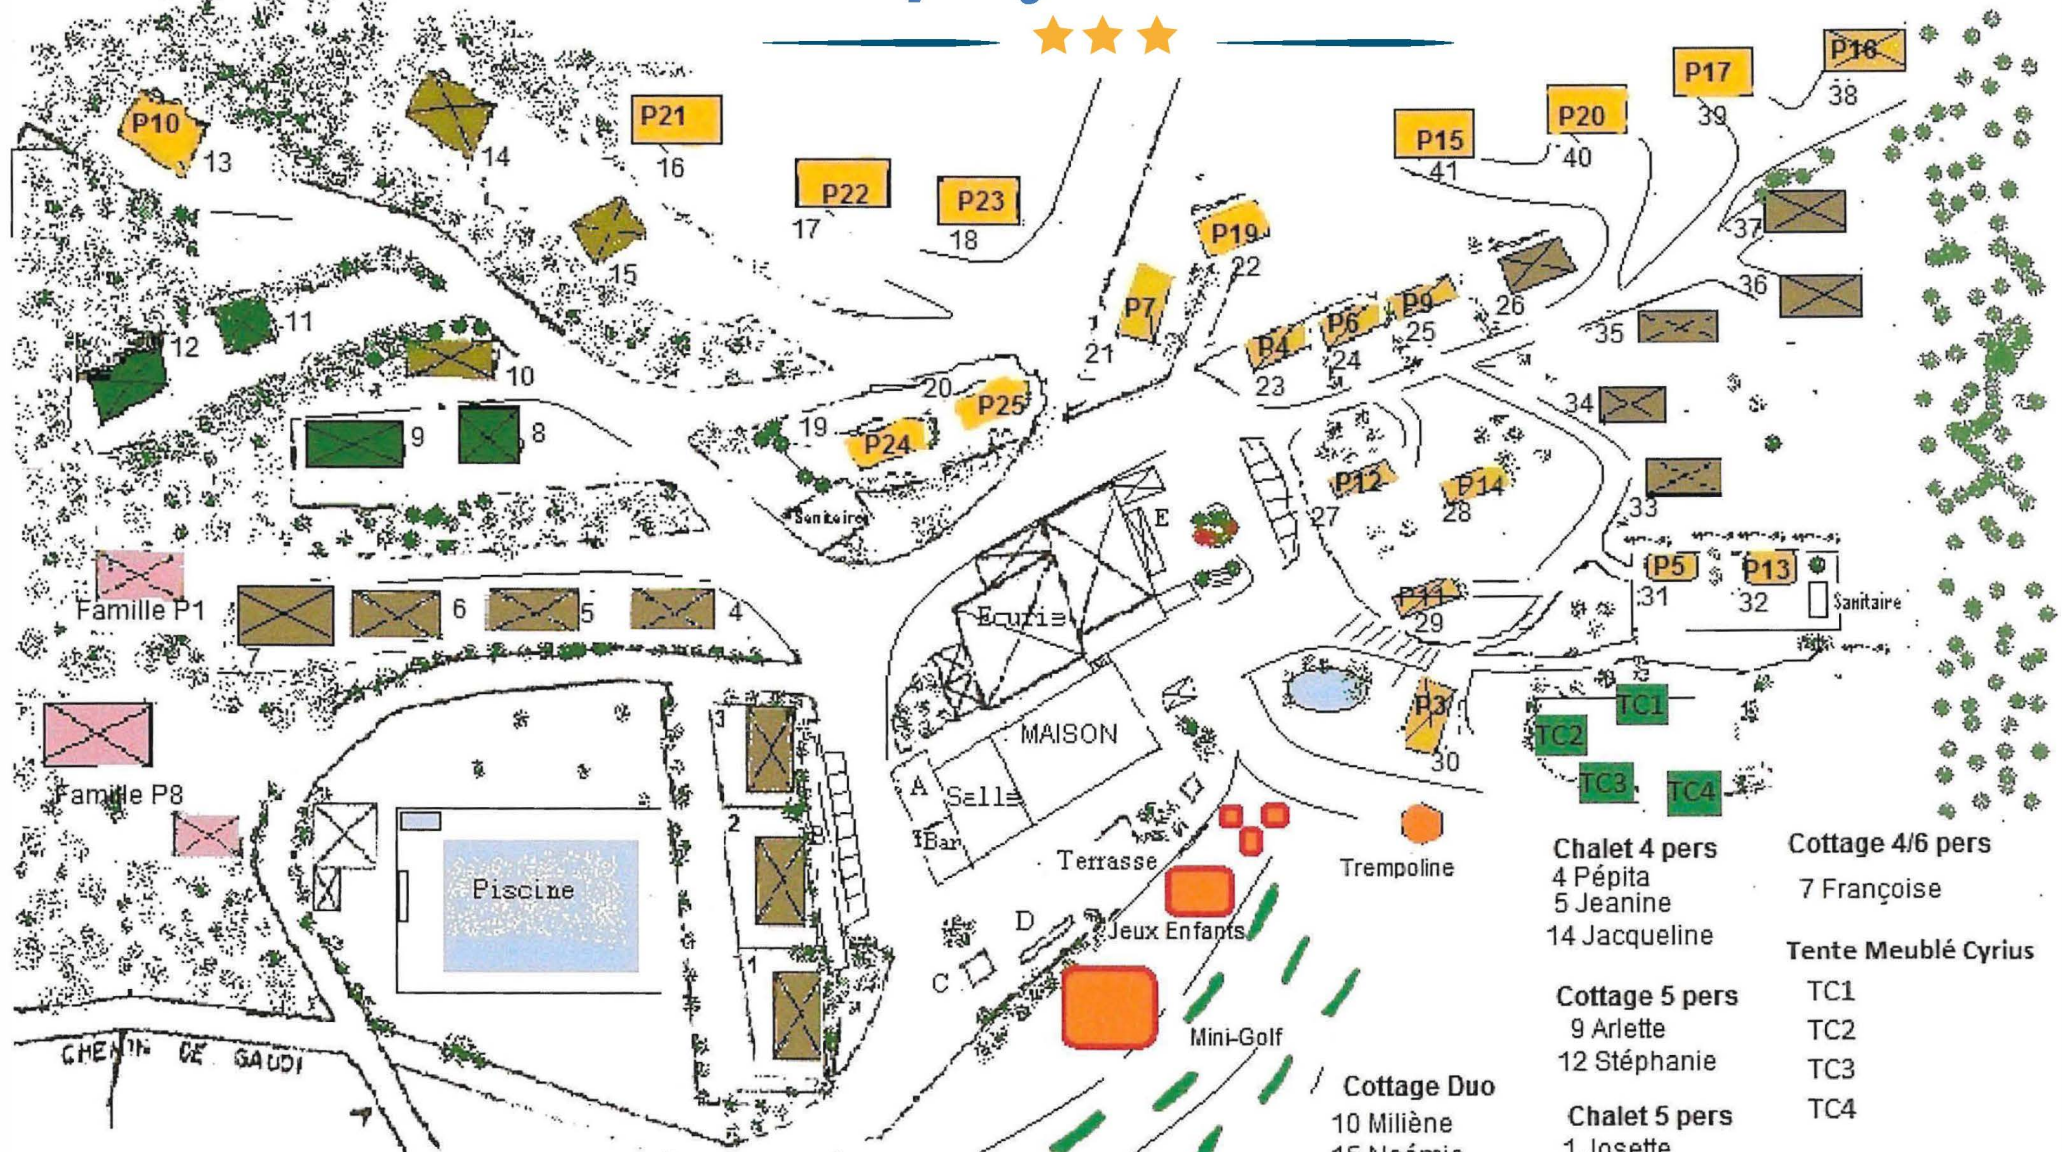 P16
38
P17
39
P20
40
P15
41
P10
13
14
P21
16
P22
17
P23
18
P19
22
15
37
36
26
35
11
12
10
P7
21
P4
23
P6
24
P9
25
34
9
8
19
P24
20
P25
Sanitaire
E
P12
27
P14
28
33
P5
31
P13
32
Sanitaire
Famille P1
7
6
5
4
Ecurie
P11
29
Famille P8
3
2
1
B
MAISON
A
Salle
Bar
Terrasse
P3
30
TC1
TC2
TC3
TC4
Piscine
Trempoline
Jeux Enfants
D
C
Mini-Golf
CHEMIN DE GAUDI
Chalet 4 pers
4 Pépita
5 Jeanine
14 Jacqueline
Cottage 4/6 pers
7 Françoise
Cottage 5 pers
9 Arlette
12 Stéphanie
Tente Meublé Cyrius
TC1
TC2
TC3
TC4
Cottage Duo
10 Miliène
15 Noémie
Chalet 5 pers
1 Josette